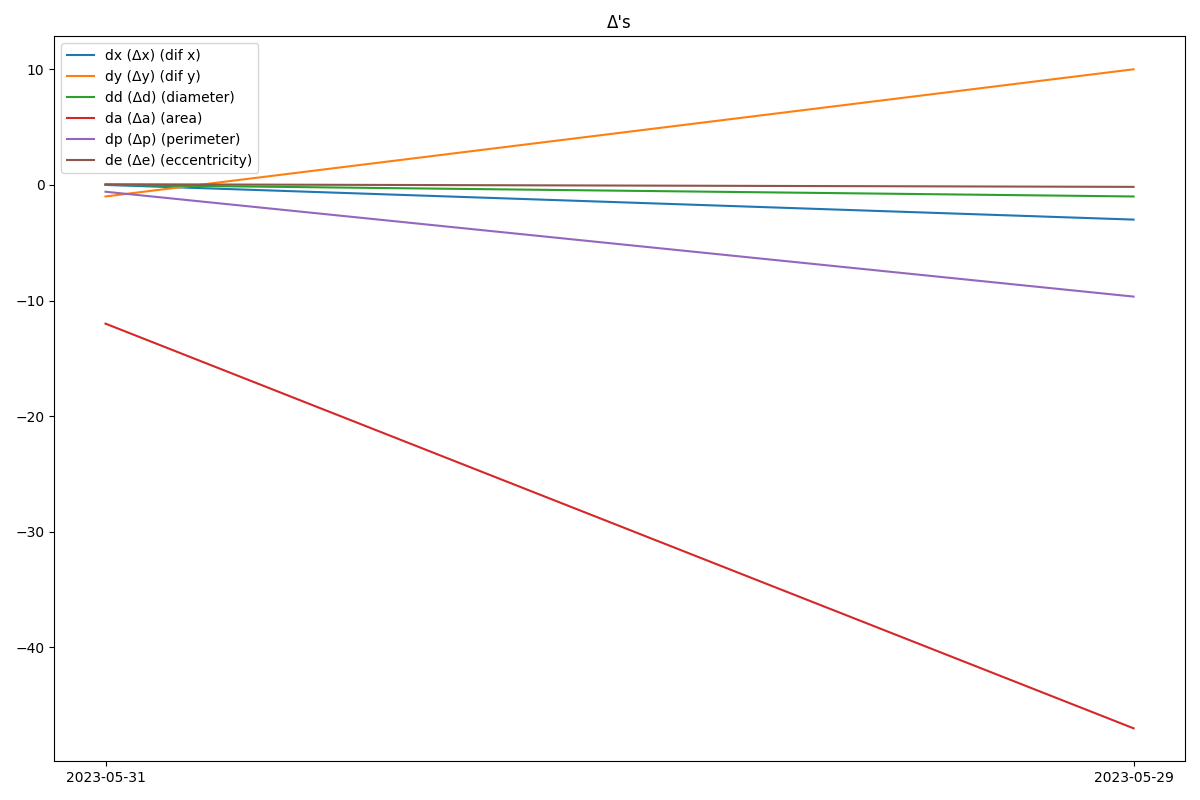 Δ's
dx (Δx) (dif x)
dy (Δy) (dif y)
dd (Δd) (diameter)
da (Δa) (area)
dp (Δp) (perimeter)
de (Δe) (eccentricity)
10
0
−10
−20
−30
−40
2023-05-31 2023-05-29